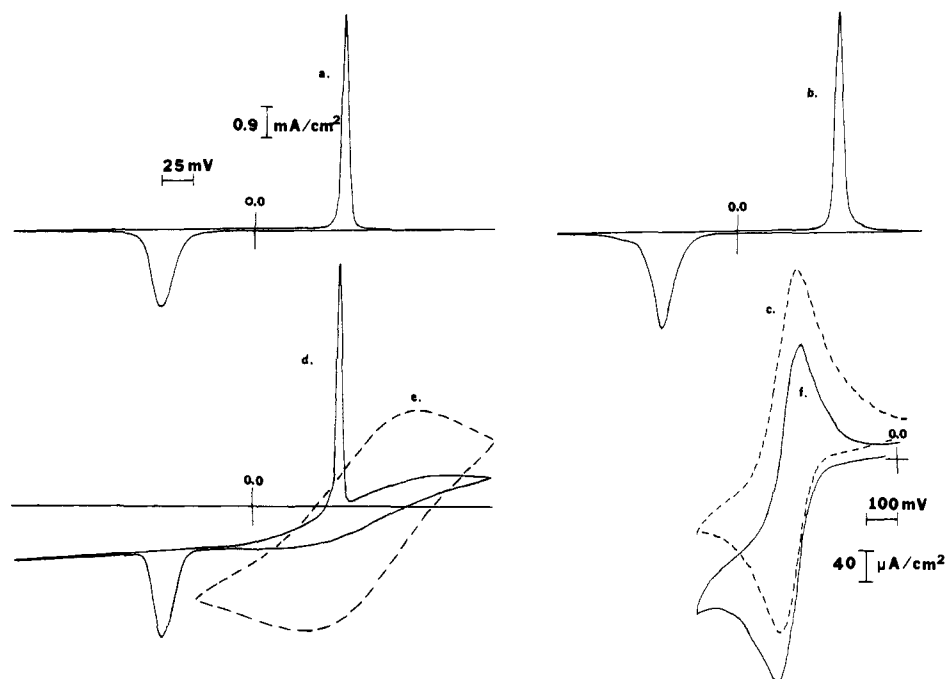 a.
0.9 mA/cm²
25 mV
0.0
b.
0.0
d.
e.
0.0
c.
f.
0.0
100 mV
40 μA/cm²